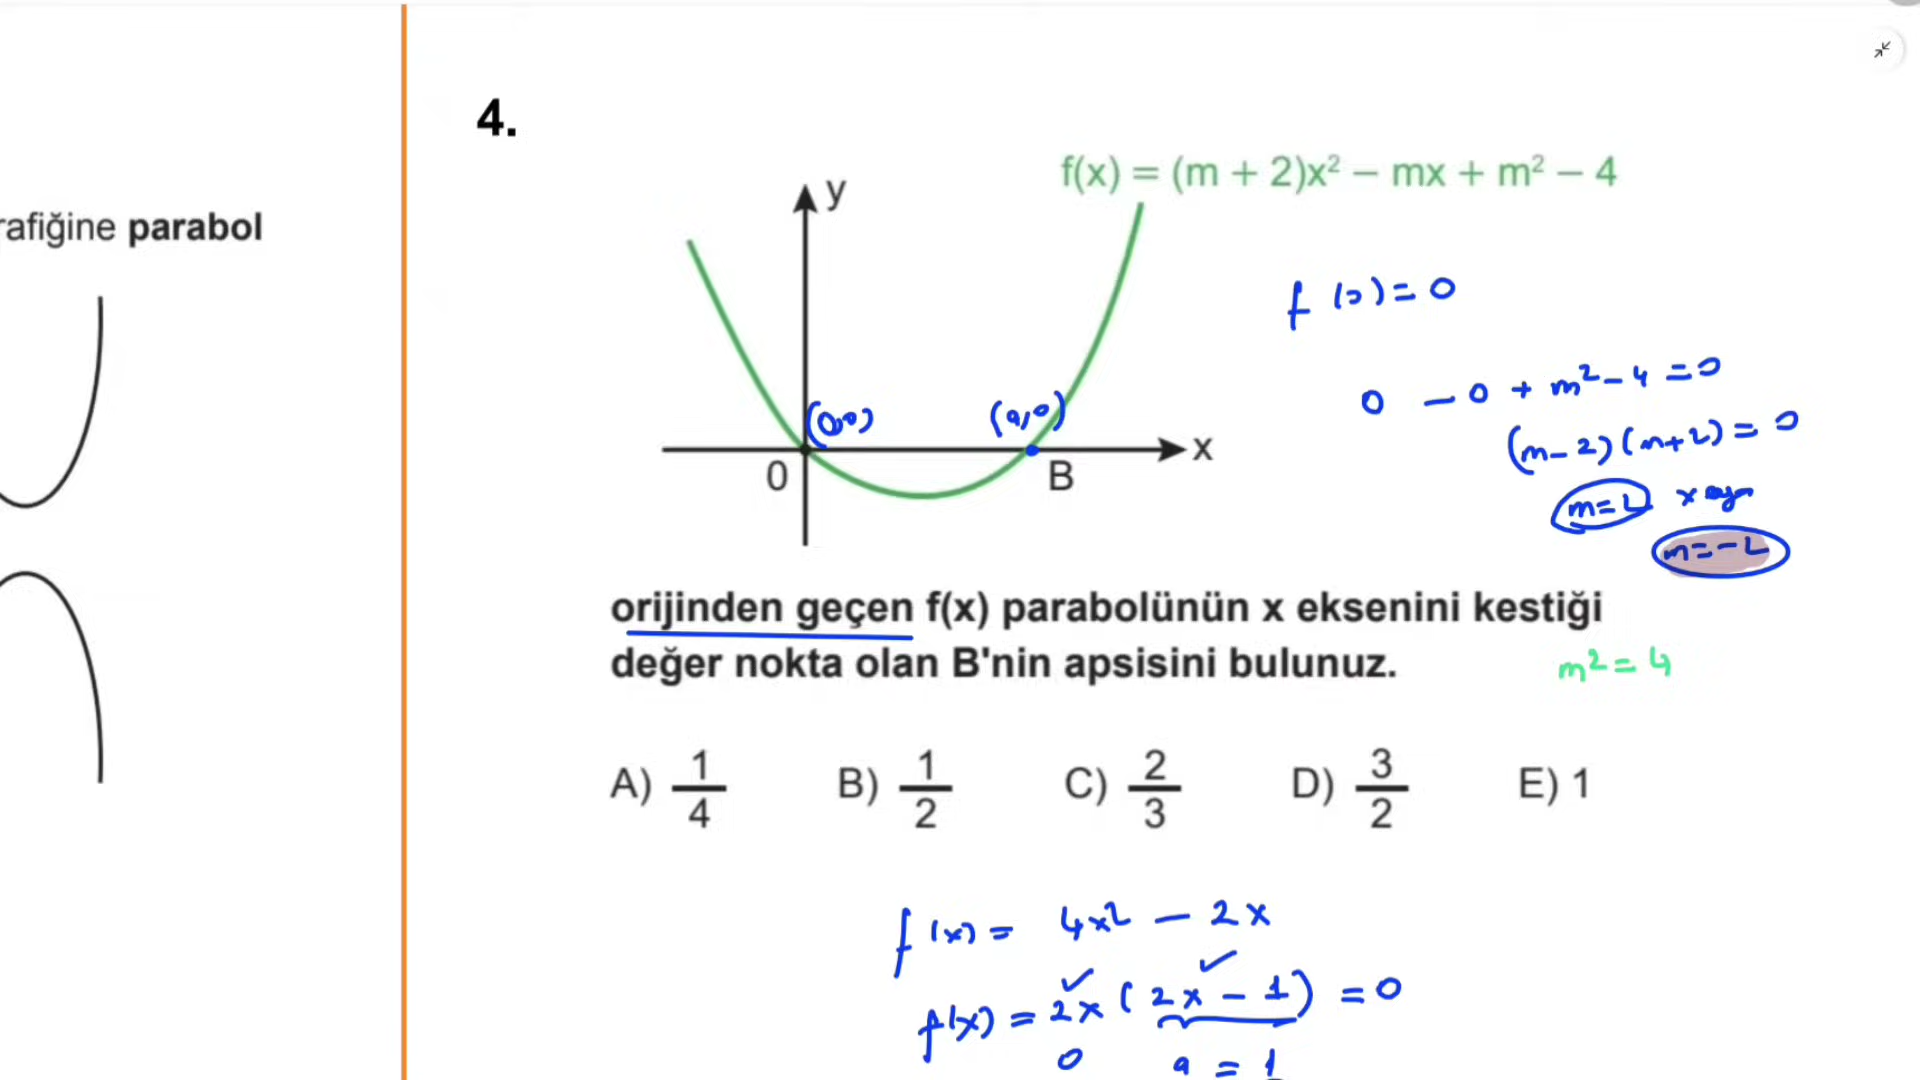 rafiğine parabol
4.
f(x) = (m + 2)x² – mx + m² – 4
y
f(0) = 0
0 – 0 + m² – 4 = 0
(0,0)
(a,0)
(m – 2)(m + 2) = 0
x
0
B
m = 2
m = –2
orijinden geçen f(x) parabolünün x eksenini kestiği
değer nokta olan B'nin apsisini bulunuz.
m² = 4
A) 1/4 B) 1/2 C) 2/3 D) 3/2 E) 1
f(x) = 4x² – 2x
f(x) = 2x (2x – 1) = 0
0 a = 1